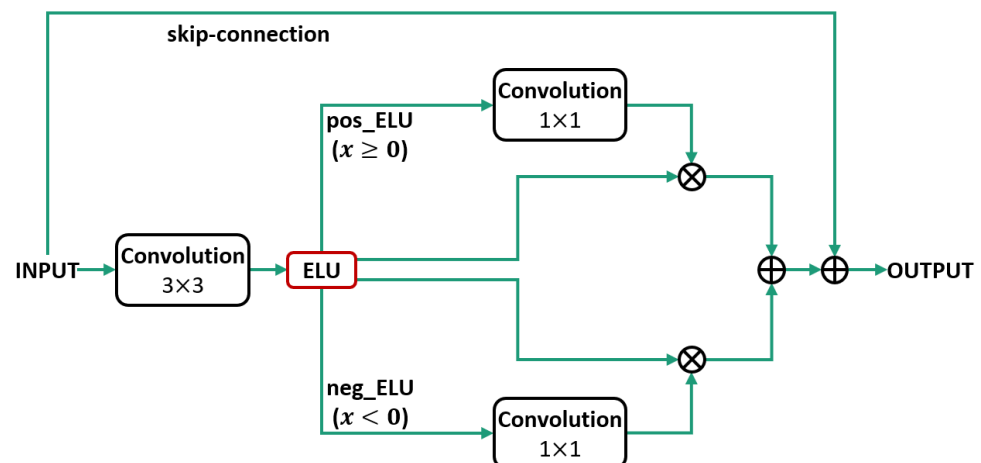 skip-connection
Convolution
1×1
pos_ELU
(x ≥ 0)
INPUT
Convolution
3×3
ELU
OUTPUT
neg_ELU
(x < 0)
Convolution
1×1